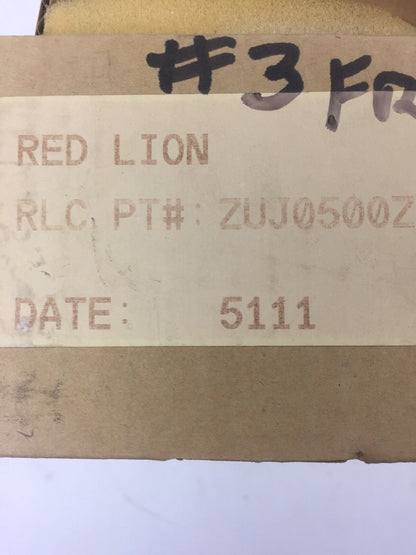 #3 FR
RED LION
RLC PT#: ZUJ0500Z
DATE: 5111